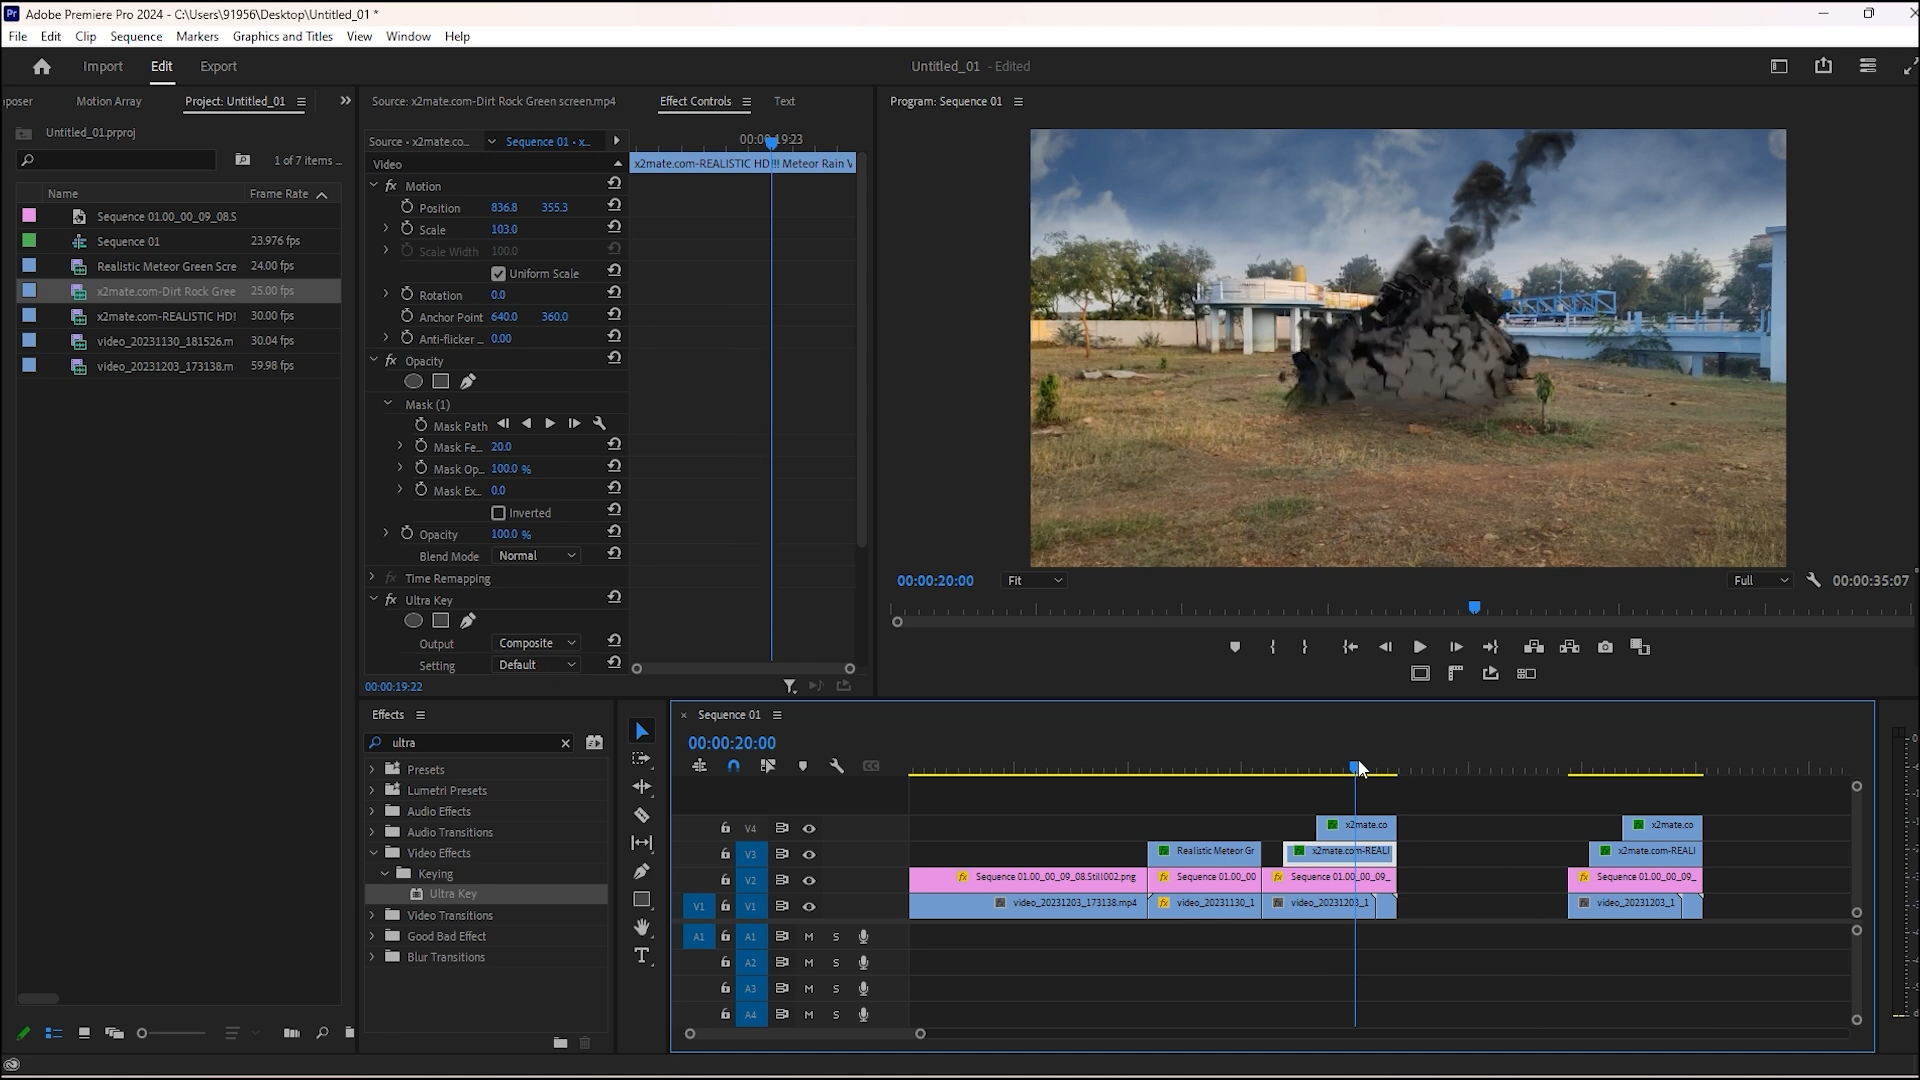 Adobe Premiere Pro 2024 - C:\Users\91956\Desktop\Untitled_01 *
File Edit Clip Sequence Markers Graphics and Titles View Window Help
Import Edit Export
Untitled_01 - Edited
poser Motion Array Project: Untitled_01
Untitled_01.prproj
1 of 7 items ...
Name Frame Rate
Sequence 01.00_00_09_08.S
Sequence 01 23.976 fps
Realistic Meteor Green Scre 24.00 fps
x2mate.com-Dirt Rock Gree 25.00 fps
x2mate.com-REALISTIC HD! 30.00 fps
video_20231130_181526.m 30.04 fps
video_20231203_173138.m 59.98 fps
Source: x2mate.com-Dirt Rock Green screen.mp4 Effect Controls Text
Source · x2mate.co... Sequence 01 · x...
00:00:19:23
Video
x2mate.com-REALISTIC HD !!! Meteor Rain V
fx Motion
Position 836.8 355.3
Scale 103.0
Scale Width 100.0
Uniform Scale
Rotation 0.0
Anchor Point 640.0 360.0
Anti-flicker ... 0.00
fx Opacity
Mask (1)
Mask Path
Mask Fe... 20.0
Mask Op... 100.0 %
Mask Ex... 0.0
Inverted
Opacity 100.0 %
Blend Mode Normal
fx Time Remapping
fx Ultra Key
Output Composite
Setting Default
00:00:19:22
Program: Sequence 01
00:00:20:00 Fit Full 00:00:35:07
Effects
ultra
Presets
Lumetri Presets
Audio Effects
Audio Transitions
Video Effects
Keying
Ultra Key
Video Transitions
Good Bad Effect
Blur Transitions
× Sequence 01
00:00:20:00
V4 x2mate.co x2mate.co
V3 Realistic Meteor Gr x2mate.com-REALI x2mate.com-REALI
V2 Sequence 01.00_00_09_08.Still002.png Sequence 01.00_00 Sequence 01.00_00_09_ Sequence 01.00_00_09_
V1 V1 video_20231203_173138.mp4 video_20231130_1 video_20231203_1 video_20231203_1
A1 A1 M S
A2 M S
A3 M S
A4 M S